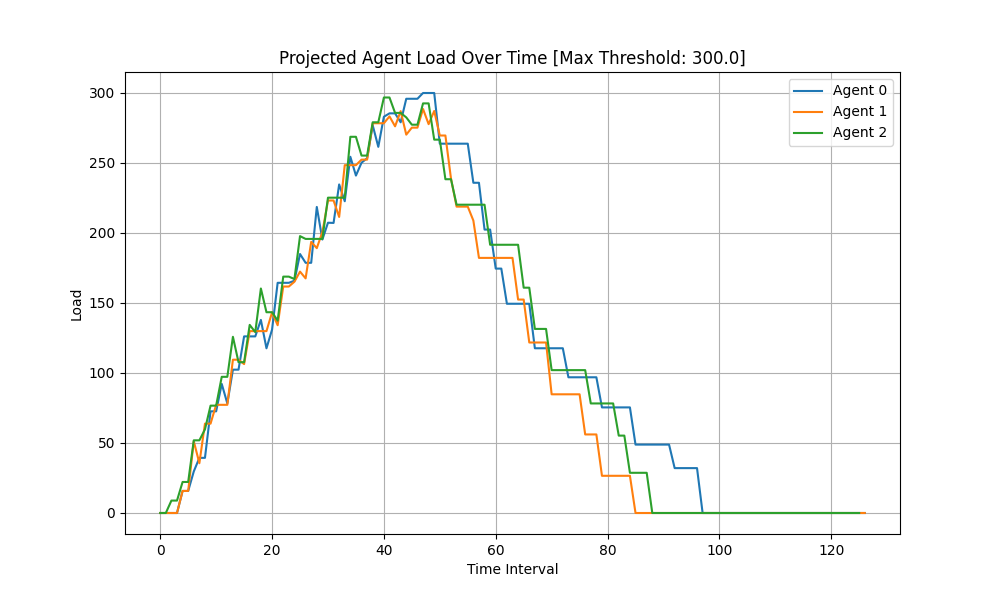 Projected Agent Load Over Time [Max Threshold: 300.0]
Agent 0
Agent 1
Agent 2
Load
300
250
200
150
100
50
0
0 20 40 60 80 100 120
Time Interval